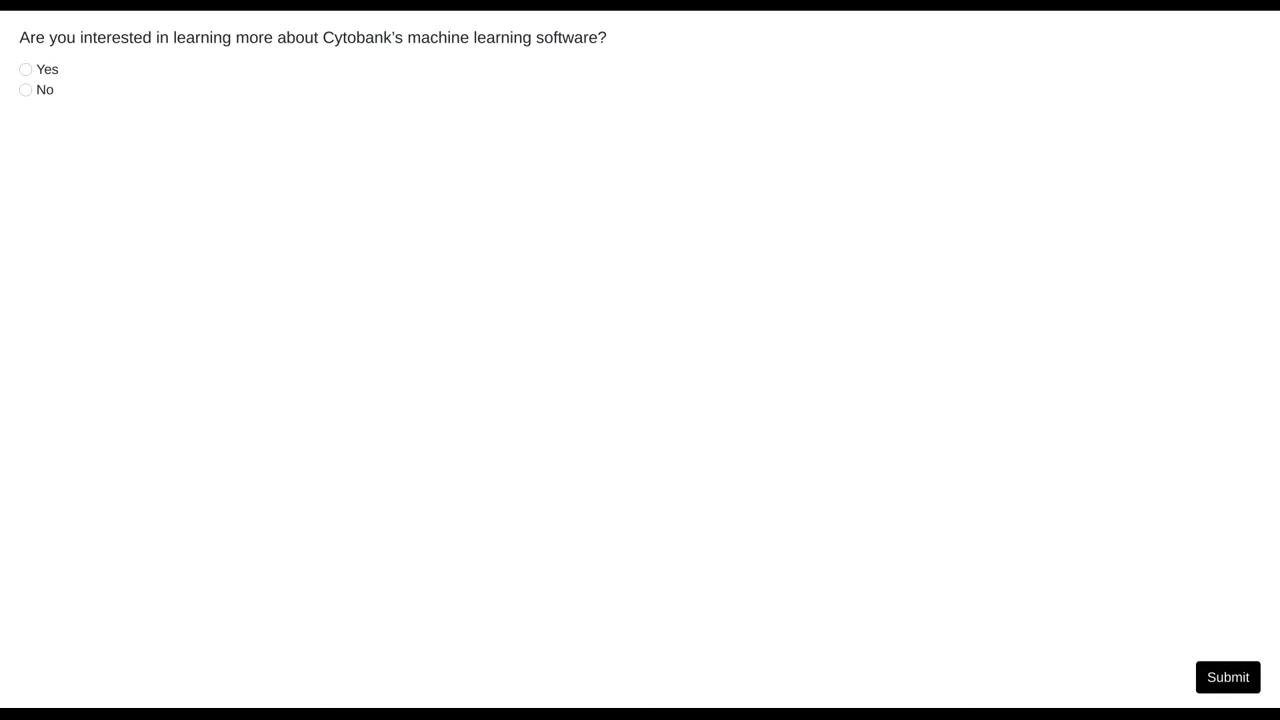 Are you interested in learning more about Cytobank’s machine learning software?
Yes
No
Submit